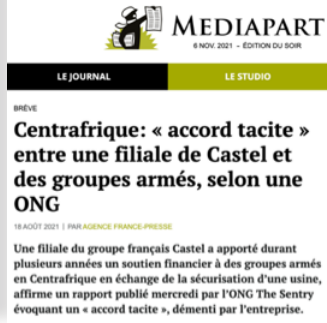 MEDIAPART
6 NOV. 2021 - ÉDITION DU SOIR
LE JOURNAL
LE STUDIO
BRÈVE
Centrafrique: « accord tacite »
entre une filiale de Castel et
des groupes armés, selon une
ONG
18 AOÛT 2021 | PAR AGENCE FRANCE-PRESSE
Une filiale du groupe français Castel a apporté durant
plusieurs années un soutien financier à des groupes armés
en Centrafrique en échange de la sécurisation d'une usine,
affirme un rapport publié mercredi par l'ONG The Sentry
évoquant un « accord tacite », démenti par l'entreprise.